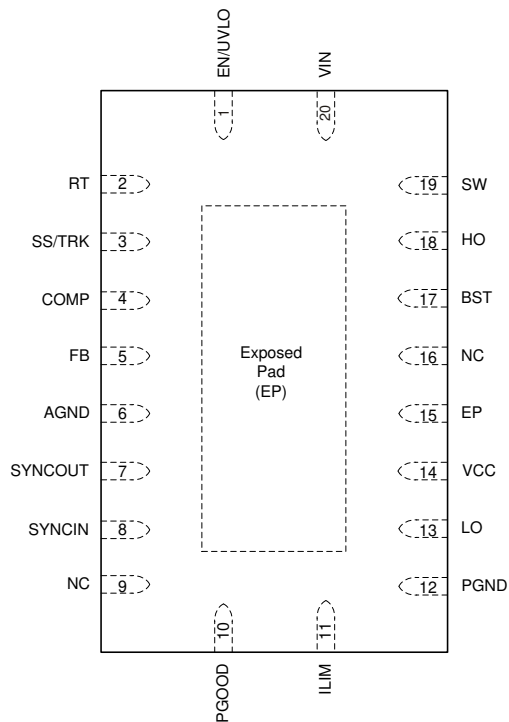 EN/UVLO
VIN
1
20
RT 2
19 SW
SS/TRK 3
18 HO
COMP 4
17 BST
FB 5
16 NC
Exposed
Pad
(EP)
AGND 6
15 EP
SYNCOUT 7
14 VCC
SYNCIN 8
13 LO
NC 9
12 PGND
10
11
PGOOD
ILIM